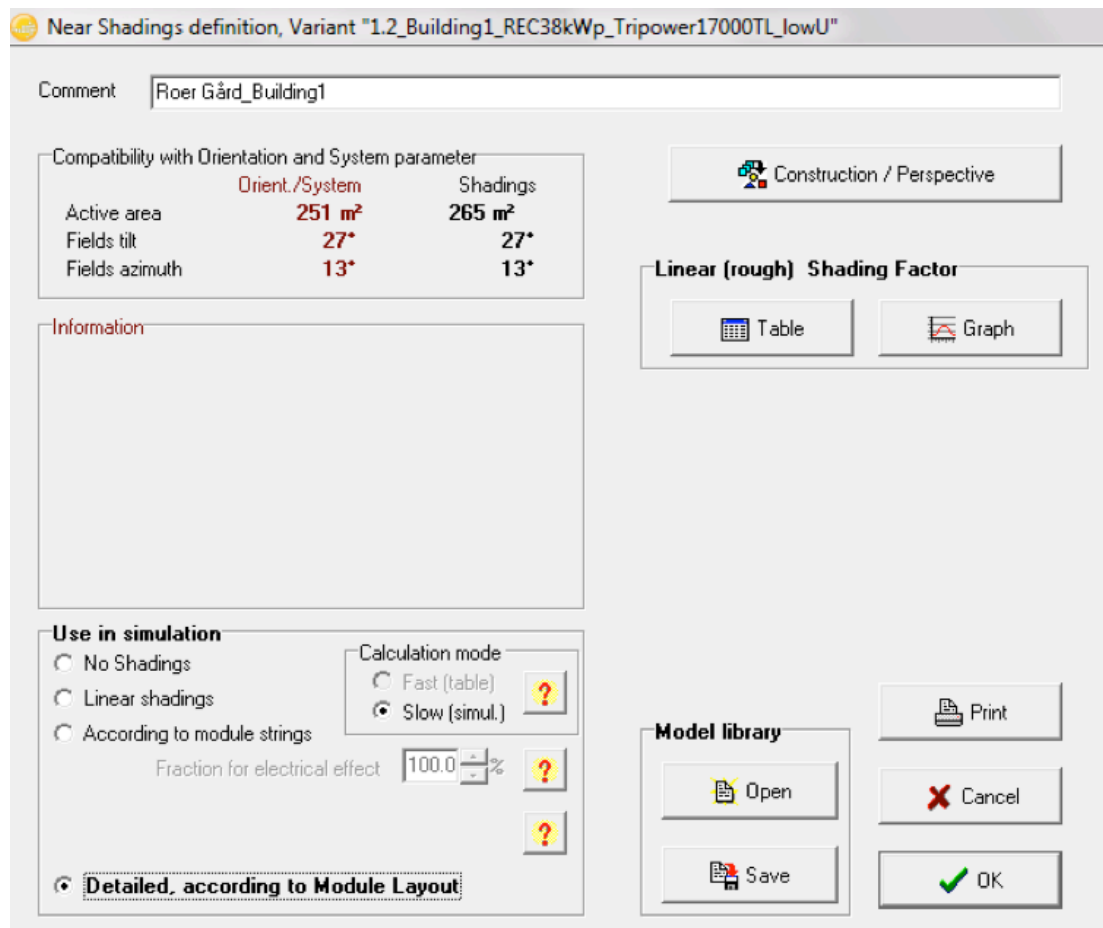 Near Shadings definition, Variant "1.2_Building1_REC38kWp_Tripower17000TL_lowU"
Comment Roer Gård_Building1
Compatibility with Orientation and System parameter
Orient./System Shadings
Active area 251 m² 265 m²
Fields tilt 27° 27°
Fields azimuth 13° 13°
Construction / Perspective
Linear (rough) Shading Factor
Table Graph
Information
Use in simulation
No Shadings
Linear shadings
According to module strings
Calculation mode
Fast (table)
Slow (simul.)
?
Fraction for electrical effect 100.0 % ?
?
Detailed, according to Module Layout
Model library
Open
Save
Print
Cancel
OK